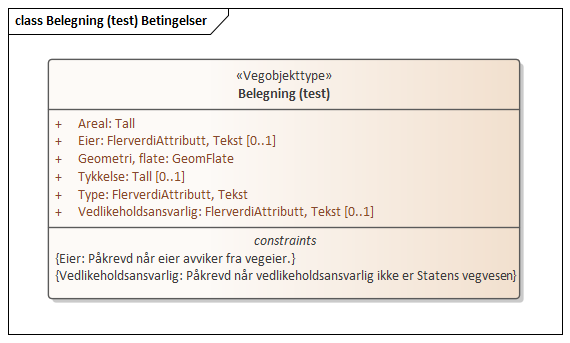 class Belegning (test) Betingelser
«Vegobjekttype»
Belegning (test)
+ Areal: Tall
+ Eier: FlerverdiAttributt, Tekst [0..1]
+ Geometri, flate: GeomFlate
+ Tykkelse: Tall [0..1]
+ Type: FlerverdiAttributt, Tekst
+ Vedlikeholdsansvarlig: FlerverdiAttributt, Tekst [0..1]
constraints
{Eier: Påkrevd når eier avviker fra vegeier.}
{Vedlikeholdsansvarlig: Påkrevd når vedlikeholdsansvarlig ikke er Statens vegvesen}